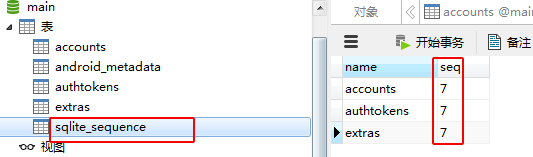 main
表
accounts
android_metadata
authtokens
extras
sqlite_sequence
视图
对象
accounts @mai
开始事务
备注
name seq
accounts 7
authtokens 7
extras 7